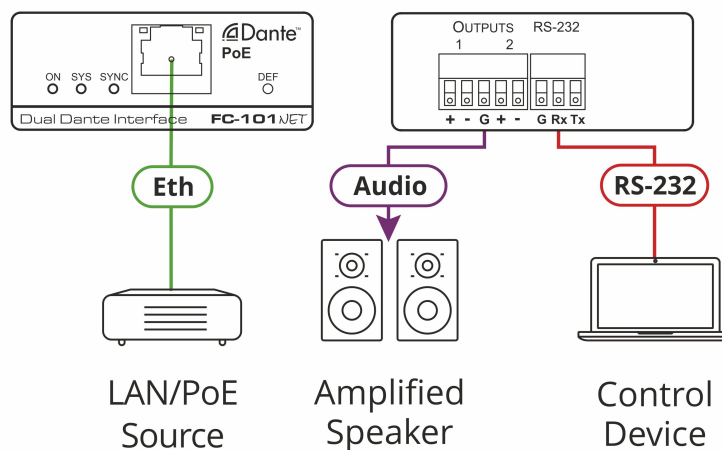 Dante™
PoE
ON SYS SYNC
DEF
Dual Dante Interface FC-101NET
OUTPUTS RS-232
1 2
+ - G + - G Rx Tx
Eth
Audio
RS-232
LAN/PoE
Source
Amplified
Speaker
Control
Device